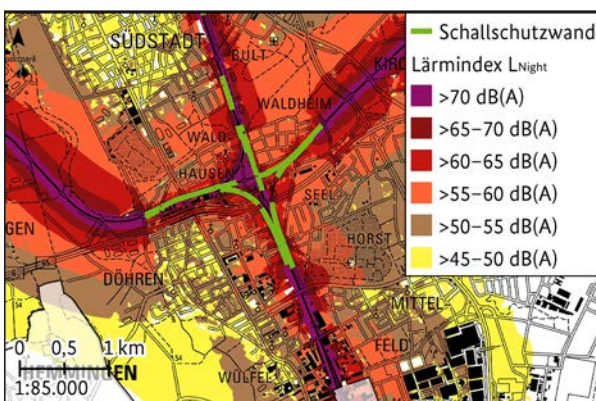 Schallschutzwand
Lärmindex LNight
>70 dB(A)
>65–70 dB(A)
>60–65 dB(A)
>55–60 dB(A)
>50–55 dB(A)
>45–50 dB(A)
SÜDSTADT
BULT
KIRC
WALDHEIM
WALD
HAUSEN
SEEL
HORST
GEN
DÖHREN
MITTEL
FELD
WÜLFEL
0 0,5 1 km
1:85.000
HEMMINGEN